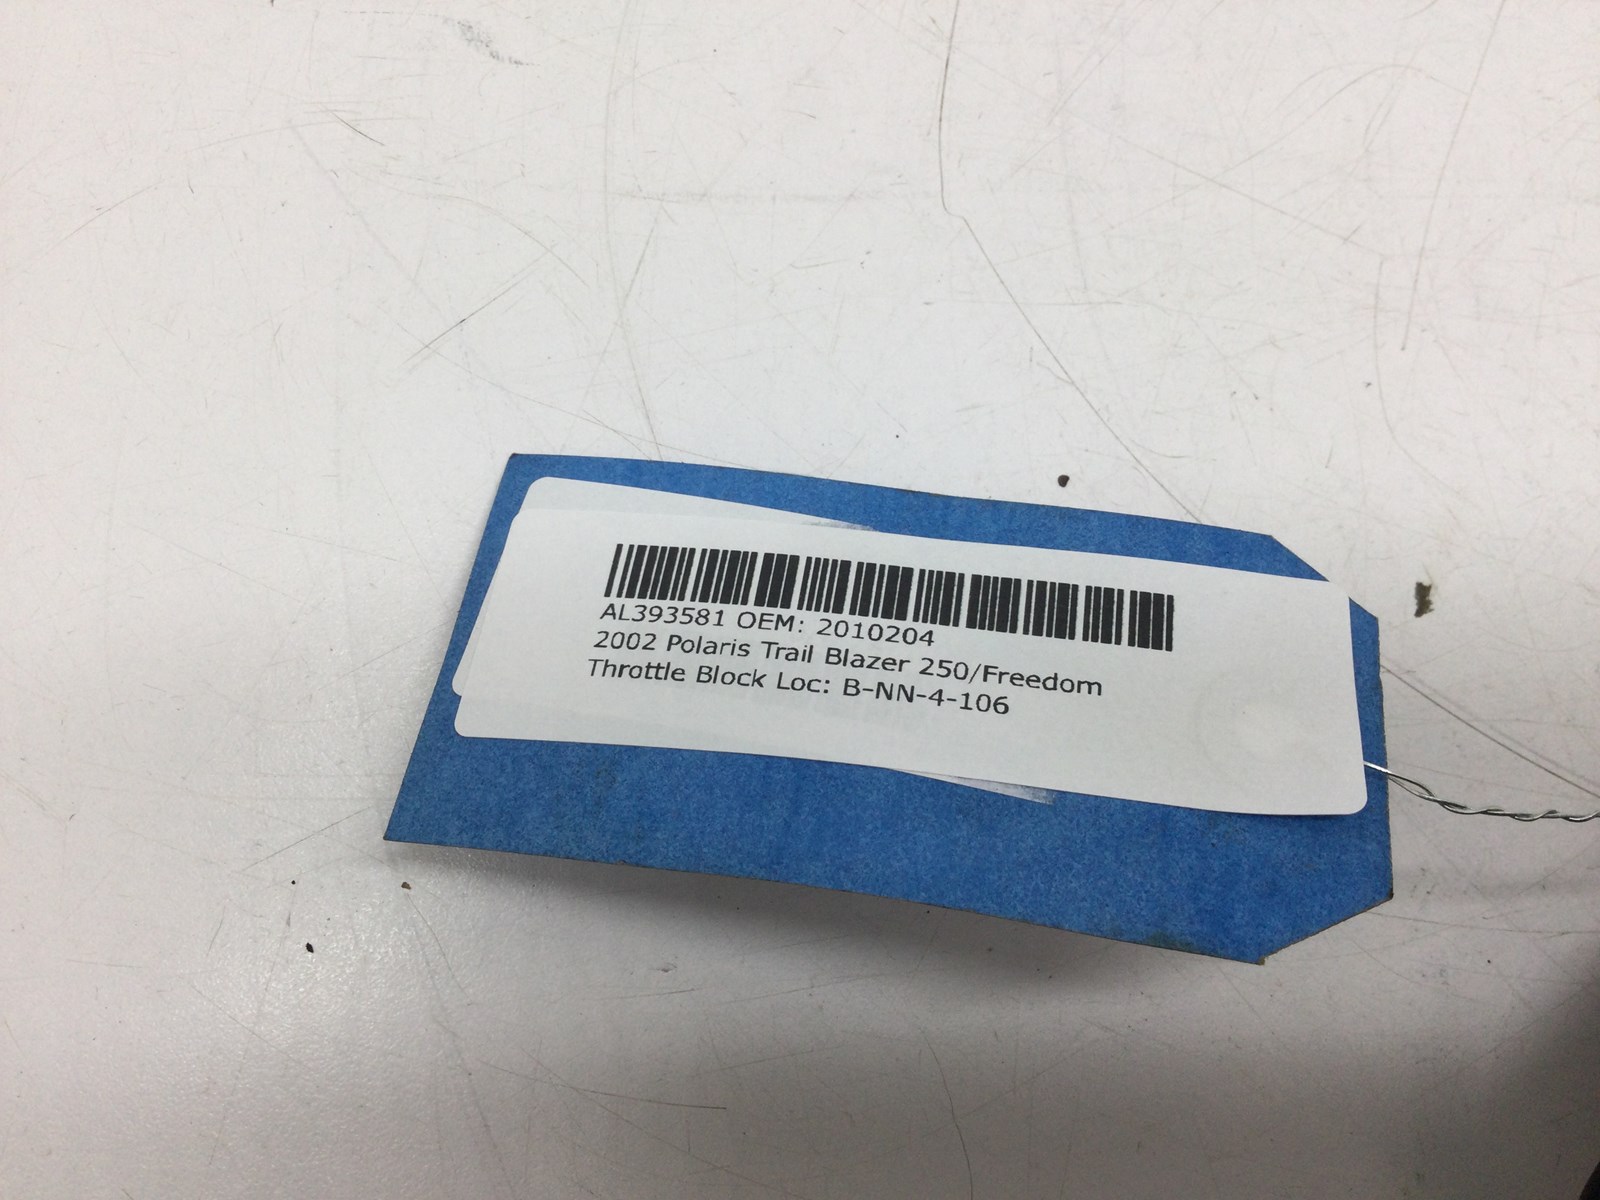 AL393581 OEM: 2010204
2002 Polaris Trail Blazer 250/Freedom
Throttle Block Loc: B-NN-4-106